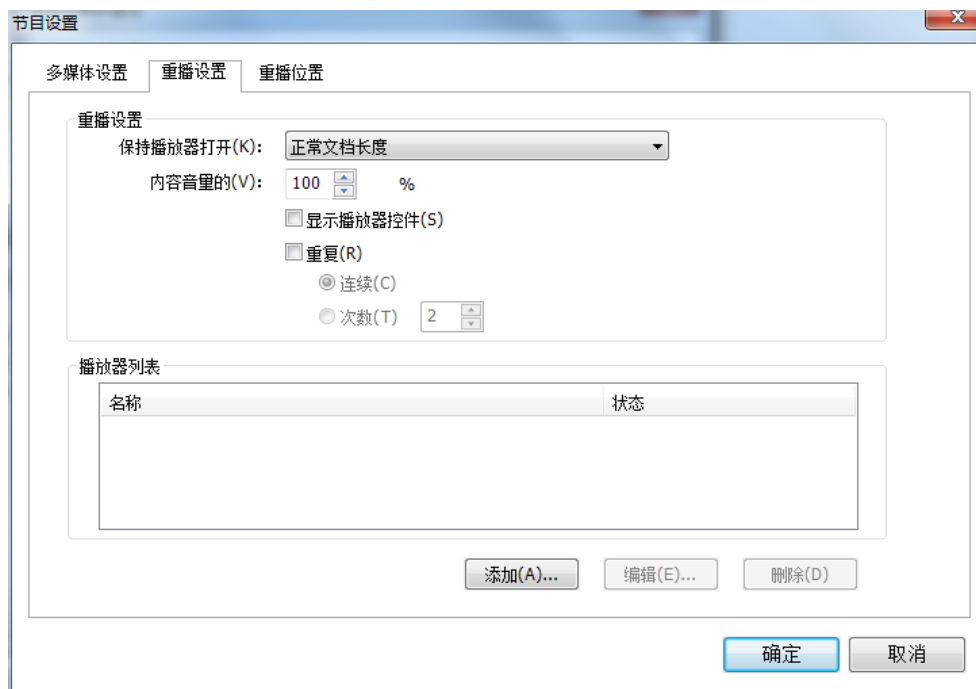 节目设置
多媒体设置 重播设置 重播位置
重播设置
保持播放器打开(K): 正常文档长度
内容音量的(V): 100 %
显示播放器控件(S)
重复(R)
连续(C)
次数(T) 2
播放器列表
名称 状态
添加(A)... 编辑(E)... 删除(D)
确定 取消